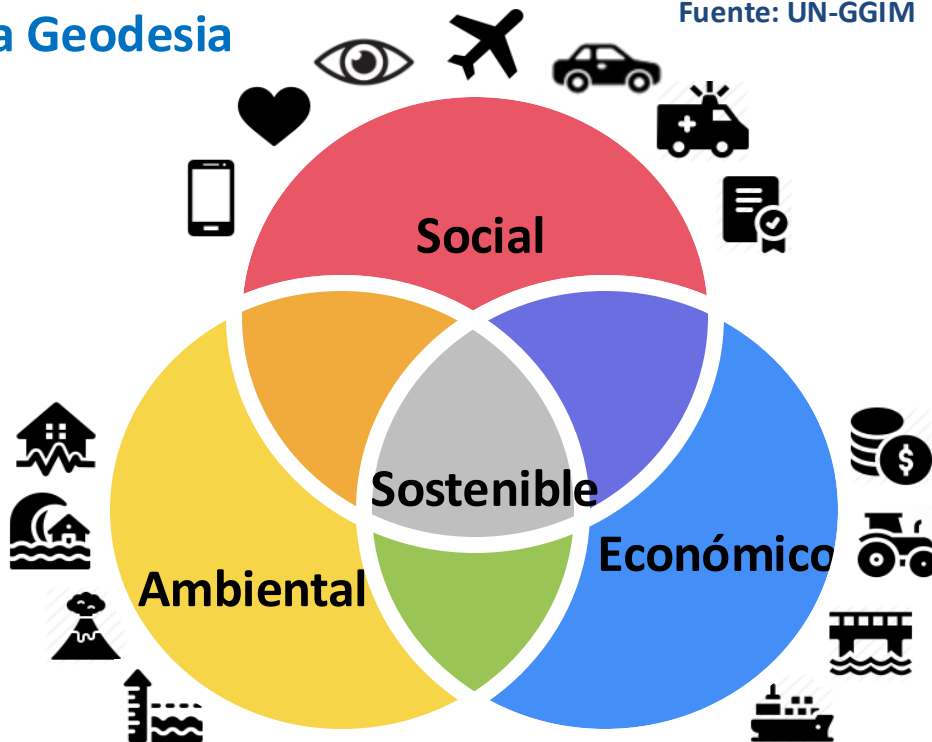 a Geodesia
Fuente: UN-GGIM
Social
Sostenible
Económico
Ambiental